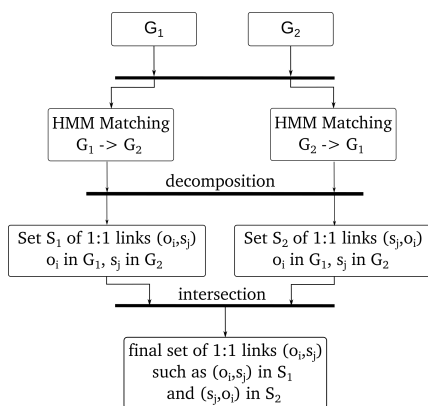 G₁
G₂
HMM Matching
G₁ -> G₂
HMM Matching
G₂ -> G₁
decomposition
Set S₁ of 1:1 links (oᵢ,sⱼ)
oᵢ in G₁, sⱼ in G₂
Set S₂ of 1:1 links (sⱼ,oᵢ)
oᵢ in G₁, sⱼ in G₂
intersection
final set of 1:1 links (oᵢ,sⱼ)
such as (oᵢ,sⱼ) in S₁
and (sⱼ,oᵢ) in S₂